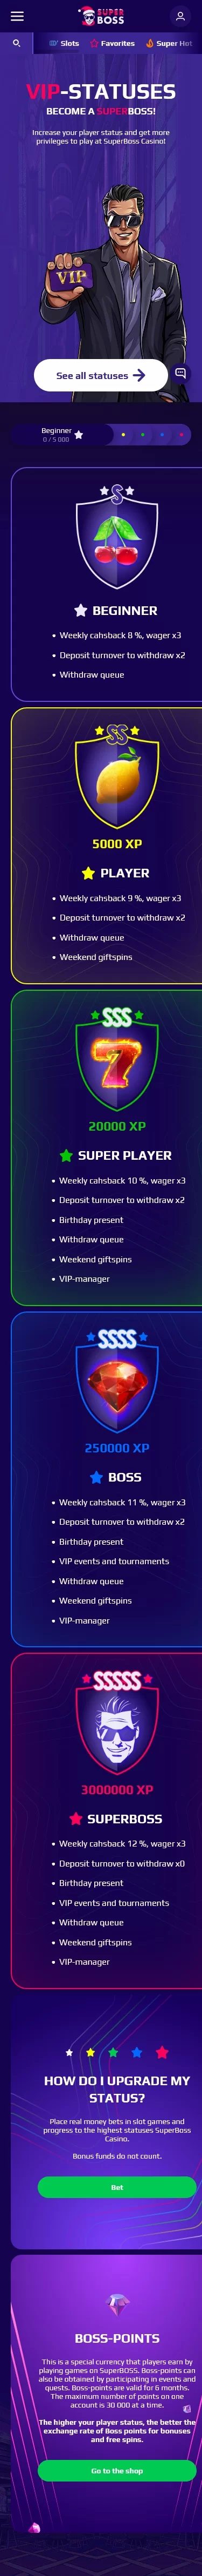 SUPER
BOSS
Slots Favorites Super Hot
VIP-STATUSES
BECOME A SUPERBOSS!
Increase your player status and get more
privileges to play at SuperBoss Casino!
VIP
See all statuses
Beginner
0 / 5 000
S
BEGINNER
• Weekly cahsback 8 %, wager x3
• Deposit turnover to withdraw x2
• Withdraw queue
SS
5000 XP
PLAYER
• Weekly cahsback 9 %, wager x3
• Deposit turnover to withdraw x2
• Withdraw queue
• Weekend giftspins
SSS
7
20000 XP
SUPER PLAYER
• Weekly cahsback 10 %, wager x3
• Deposit turnover to withdraw x2
• Birthday present
• Withdraw queue
• Weekend giftspins
• VIP-manager
SSSS
250000 XP
BOSS
• Weekly cahsback 11 %, wager x3
• Deposit turnover to withdraw x2
• Birthday present
• VIP events and tournaments
• Withdraw queue
• Weekend giftspins
• VIP-manager
SSSSS
3000000 XP
SUPERBOSS
• Weekly cahsback 12 %, wager x3
• Deposit turnover to withdraw x0
• Birthday present
• VIP events and tournaments
• Withdraw queue
• Weekend giftspins
• VIP-manager
HOW DO I UPGRADE MY
STATUS?
Place real money bets in slot games and
progress to the highest statuses SuperBoss
Casino.
Bonus funds do not count.
Bet
BOSS-POINTS
This is a special currency that players earn by
playing games on SuperBOSS. Boss-points can
also be obtained by participating in events and
quests. Boss-points are valid for 6 months.
The maximum number of points on one
account is 30 000 at a time.
The higher your player status, the better the
exchange rate of Boss points for bonuses
and free spins.
Go to the shop